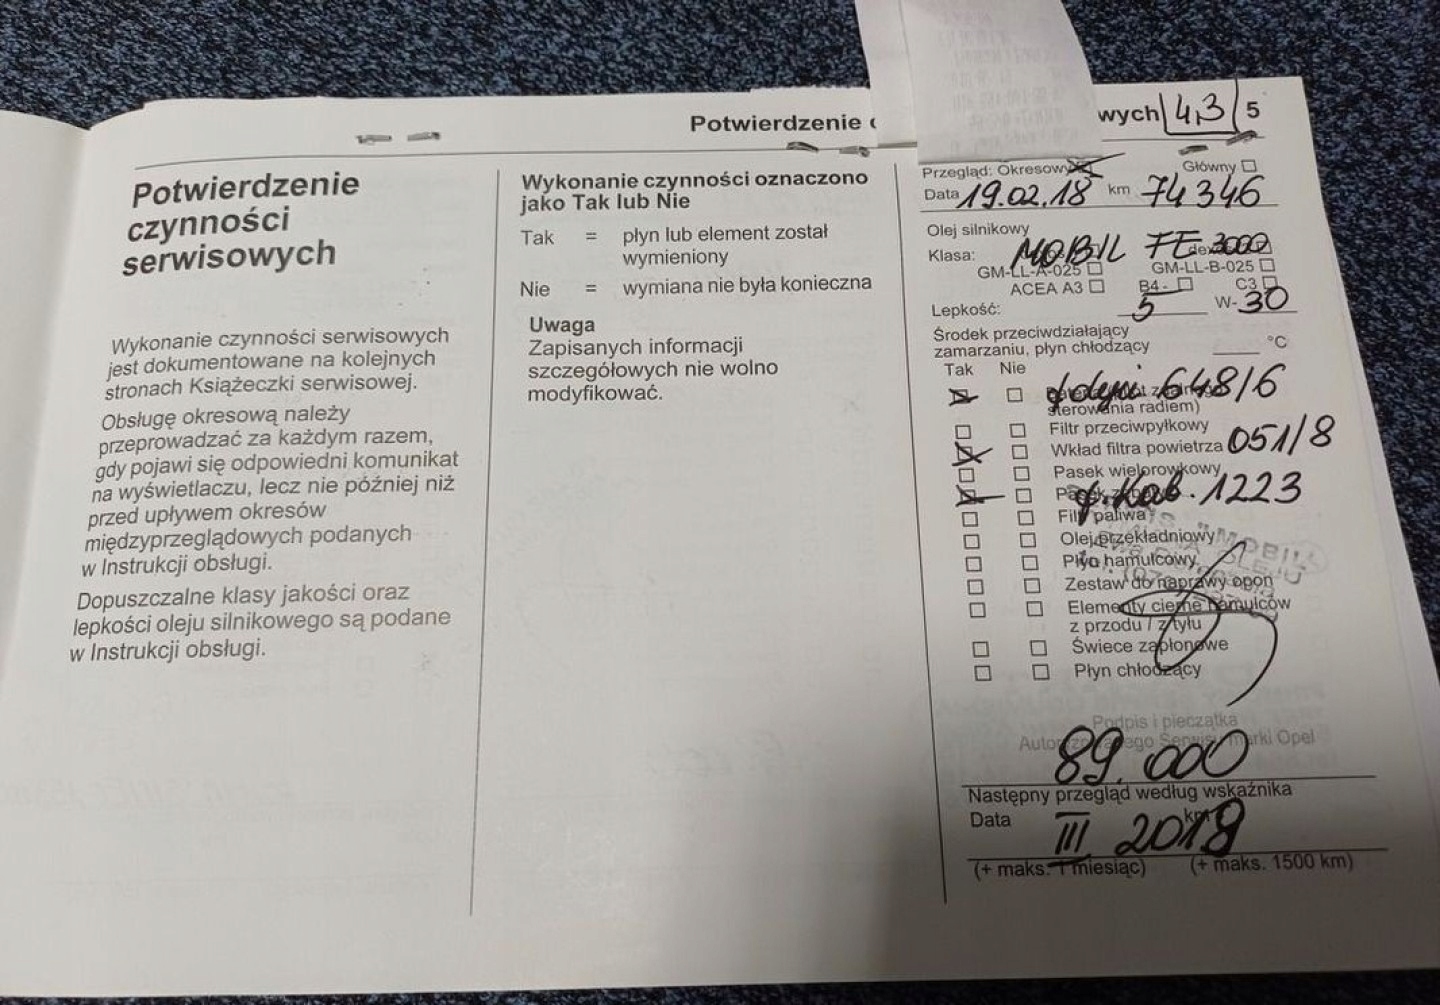 Potwierdzenie
wych 4,3 5
Potwierdzenie
czynności
serwisowych
Wykonanie czynności serwisowych
jest dokumentowane na kolejnych
stronach Książeczki serwisowej.
Obsługę okresową należy
przeprowadzać za każdym razem,
gdy pojawi się odpowiedni komunikat
na wyświetlaczu, lecz nie później niż
przed upływem okresów
międzyprzeglądowych podanych
w Instrukcji obsługi.
Dopuszczalne klasy jakości oraz
lepkości oleju silnikowego są podane
w Instrukcji obsługi.
Wykonanie czynności oznaczono
jako Tak lub Nie
Tak = płyn lub element został
wymieniony
Nie = wymiana nie była konieczna
Uwaga
Zapisanych informacji
szczegółowych nie wolno
modyfikować.
Przegląd: Okresowy Główny
Data 19.02.18 km 74346
Olej silnikowy
Klasa: MOBIL FE 3000
GM-LL-A-025 GM-LL-B-025
ACEA A3 B4 - C3
Lepkość: 5 W- 30
Środek przeciwdziałający
zamarzaniu, płyn chłodzący °C
Tak Nie
648/6
sterowania radiem)
Filtr przeciwpyłkowy
Wkład filtra powietrza 051/8
Pasek wielorowkowy
Kab. 1223
Filtr paliwa
Olej przekładniowy
Płyn hamulcowy
Zestaw do naprawy opon
Elementy cierne hamulców
z przodu / z tyłu
Świece zapłonowe
Płyn chłodzący
Podpis i pieczątka
Autoryzowanego Serwisu marki Opel
89.000
Następny przegląd według wskaźnika
Data km
III 2019
(+ maks. 1 miesiąc) (+ maks. 1500 km)